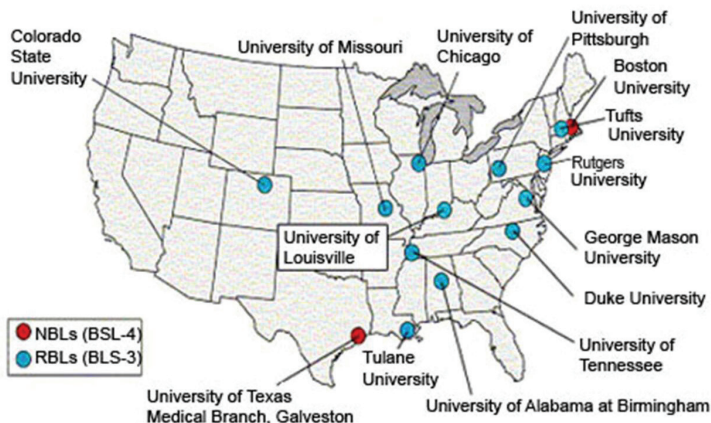 Colorado
State
University
University of Missouri
University of
Chicago
University of
Pittsburgh
Boston
University
Tufts
University
Rutgers
University
George Mason
University
Duke University
University of
Tennessee
University of Alabama at Birmingham
University of
Louisville
Tulane
University
University of Texas
Medical Branch, Galveston
NBLs (BSL-4)
RBLs (BLS-3)